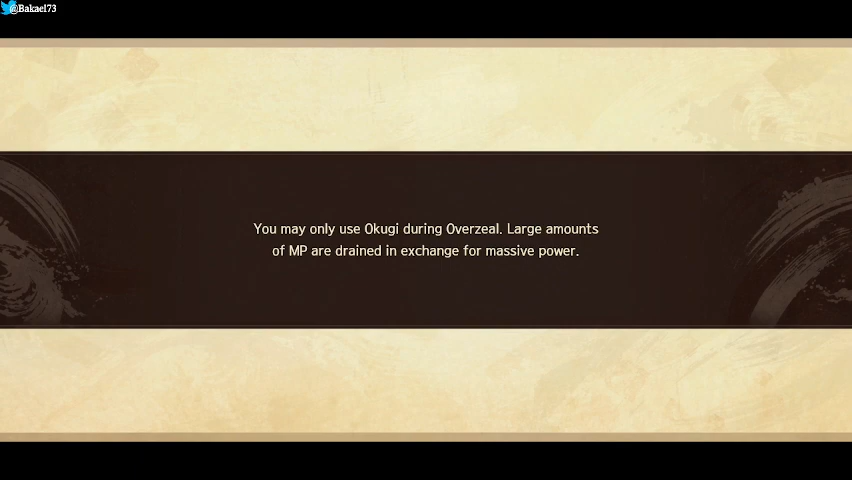 @Bakael73
You may only use Okugi during Overzeal. Large amounts
of MP are drained in exchange for massive power.